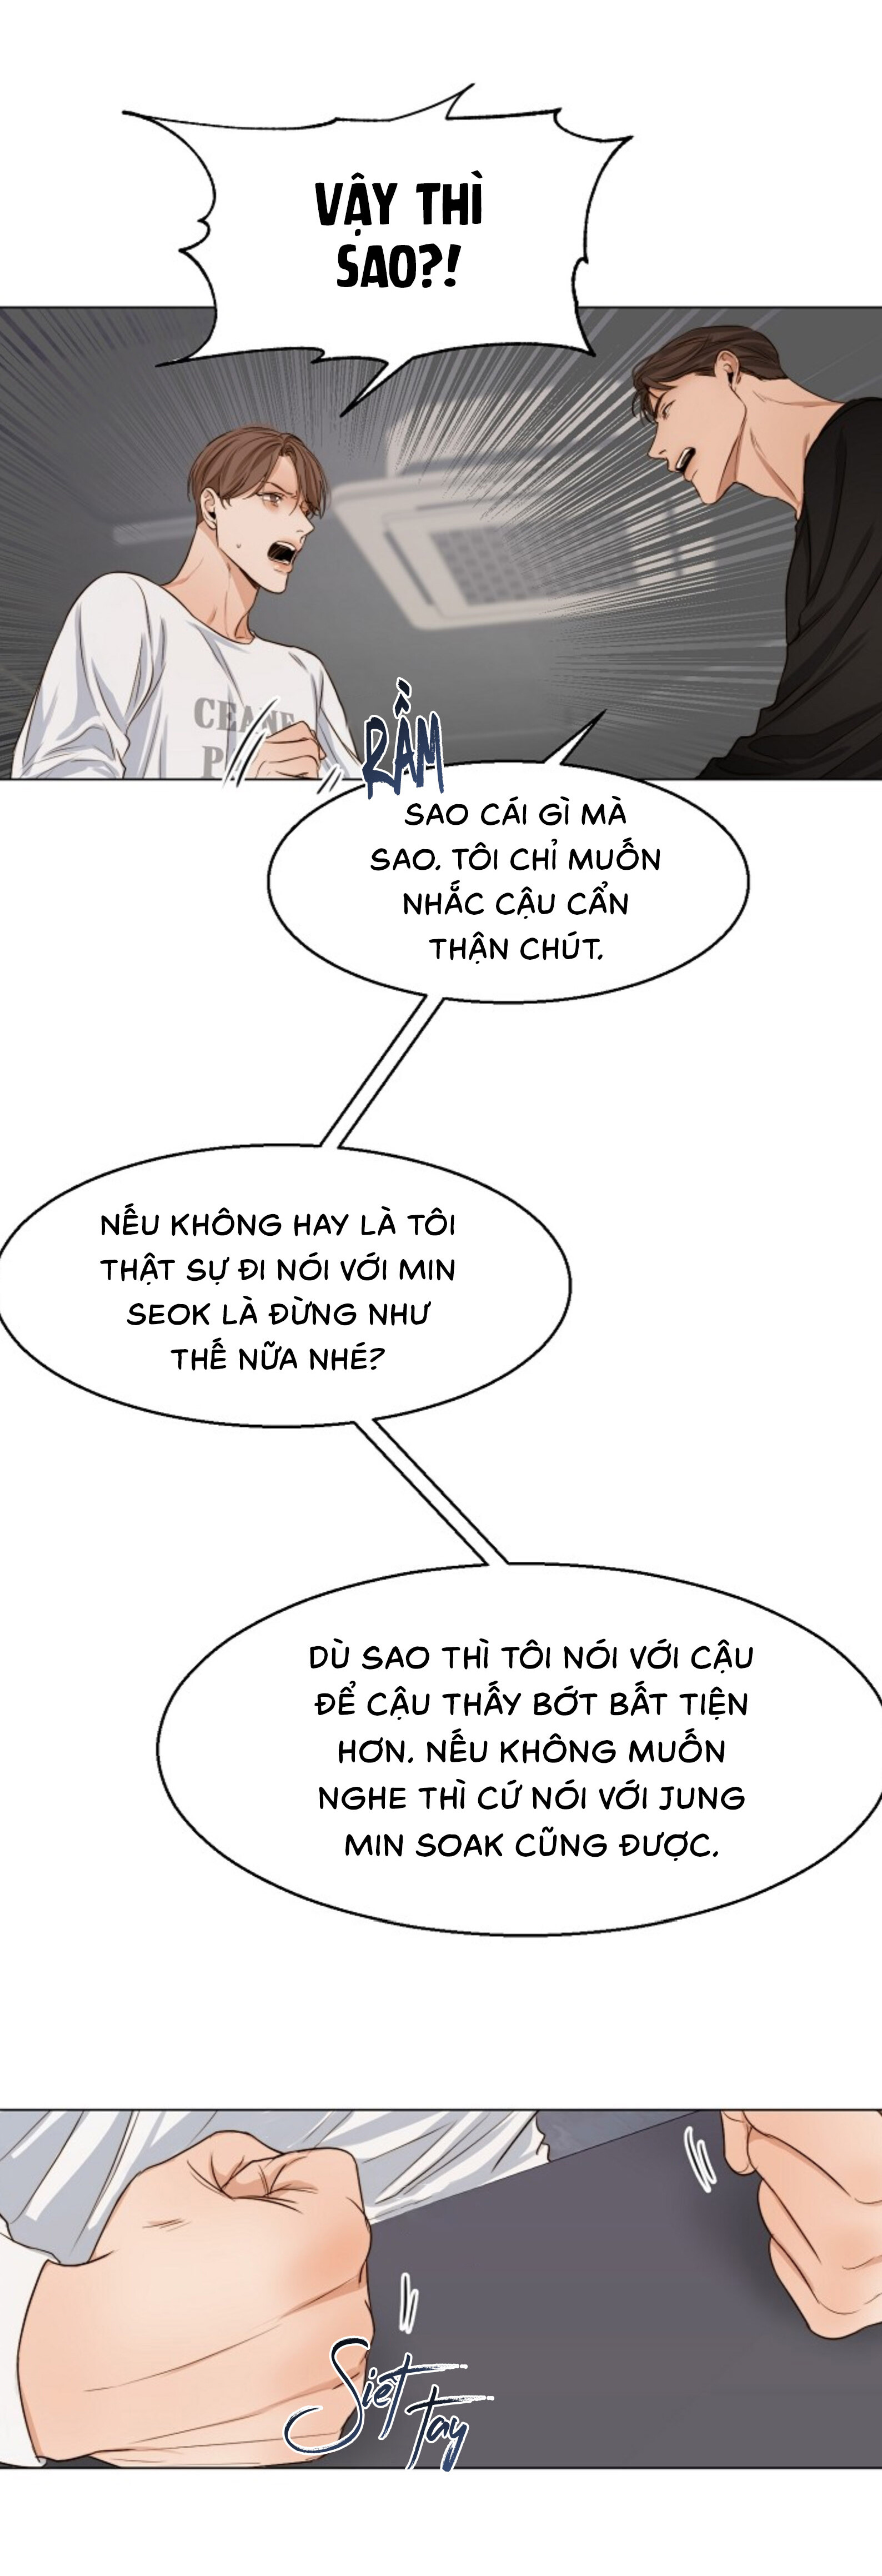 VẬY THÌ
SAO?!
CEANE
P
RẦM
SAO CÁI GÌ MÀ
SAO. TÔI CHỈ MUỐN
NHẮC CẬU CẨN
THẬN CHÚT.
NẾU KHÔNG HAY LÀ TÔI
THẬT SỰ ĐI NÓI VỚI MIN
SEOK LÀ ĐỪNG NHƯ
THẾ NỮA NHÉ?
DÙ SAO THÌ TÔI NÓI VỚI CẬU
ĐỂ CẬU THẤY BỚT BẤT TIỆN
HƠN. NẾU KHÔNG MUỐN
NGHE THÌ CỨ NÓI VỚI JUNG
MIN SOAK CŨNG ĐƯỢC.
Siết
tay